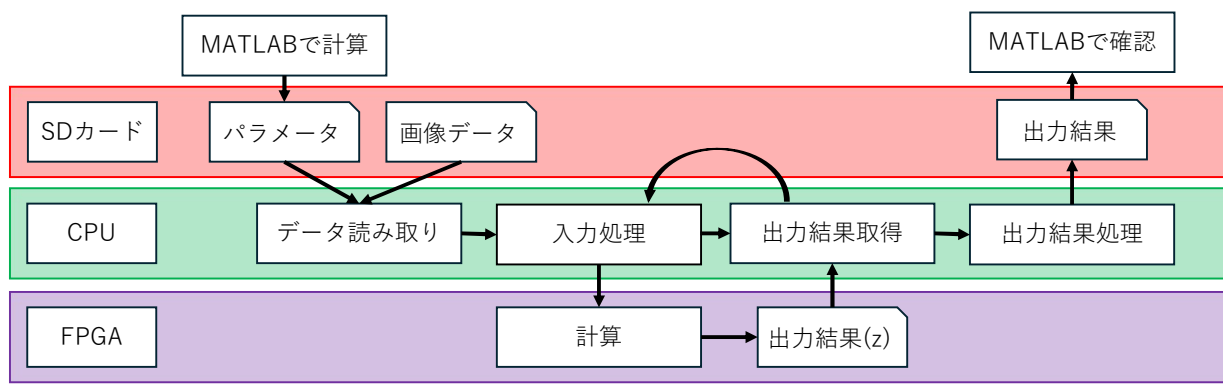 MATLABで計算
MATLABで確認
SDカード
パラメータ
画像データ
出力結果
CPU
データ読み取り
入力処理
出力結果取得
出力結果処理
FPGA
計算
出力結果(z)